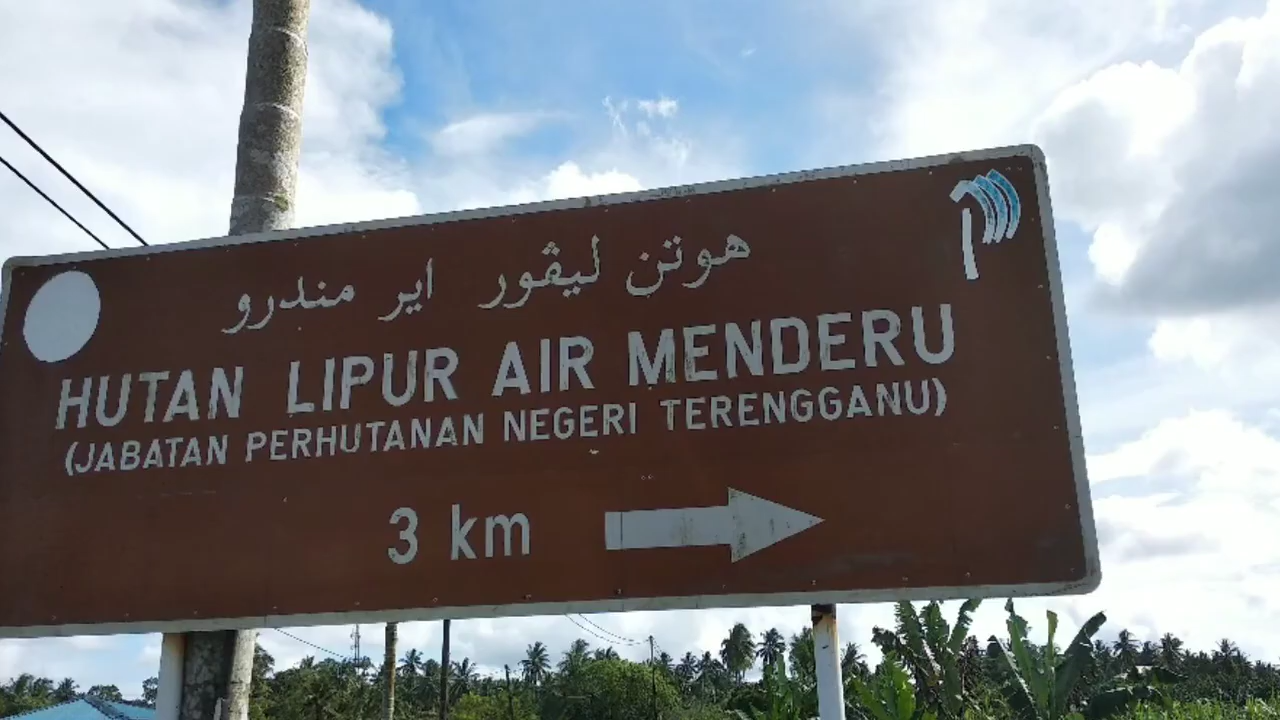 هوتن ليڤور اير مندرو
HUTAN LIPUR AIR MENDERU
(JABATAN PERHUTANAN NEGERI TERENGGANU)
3 km